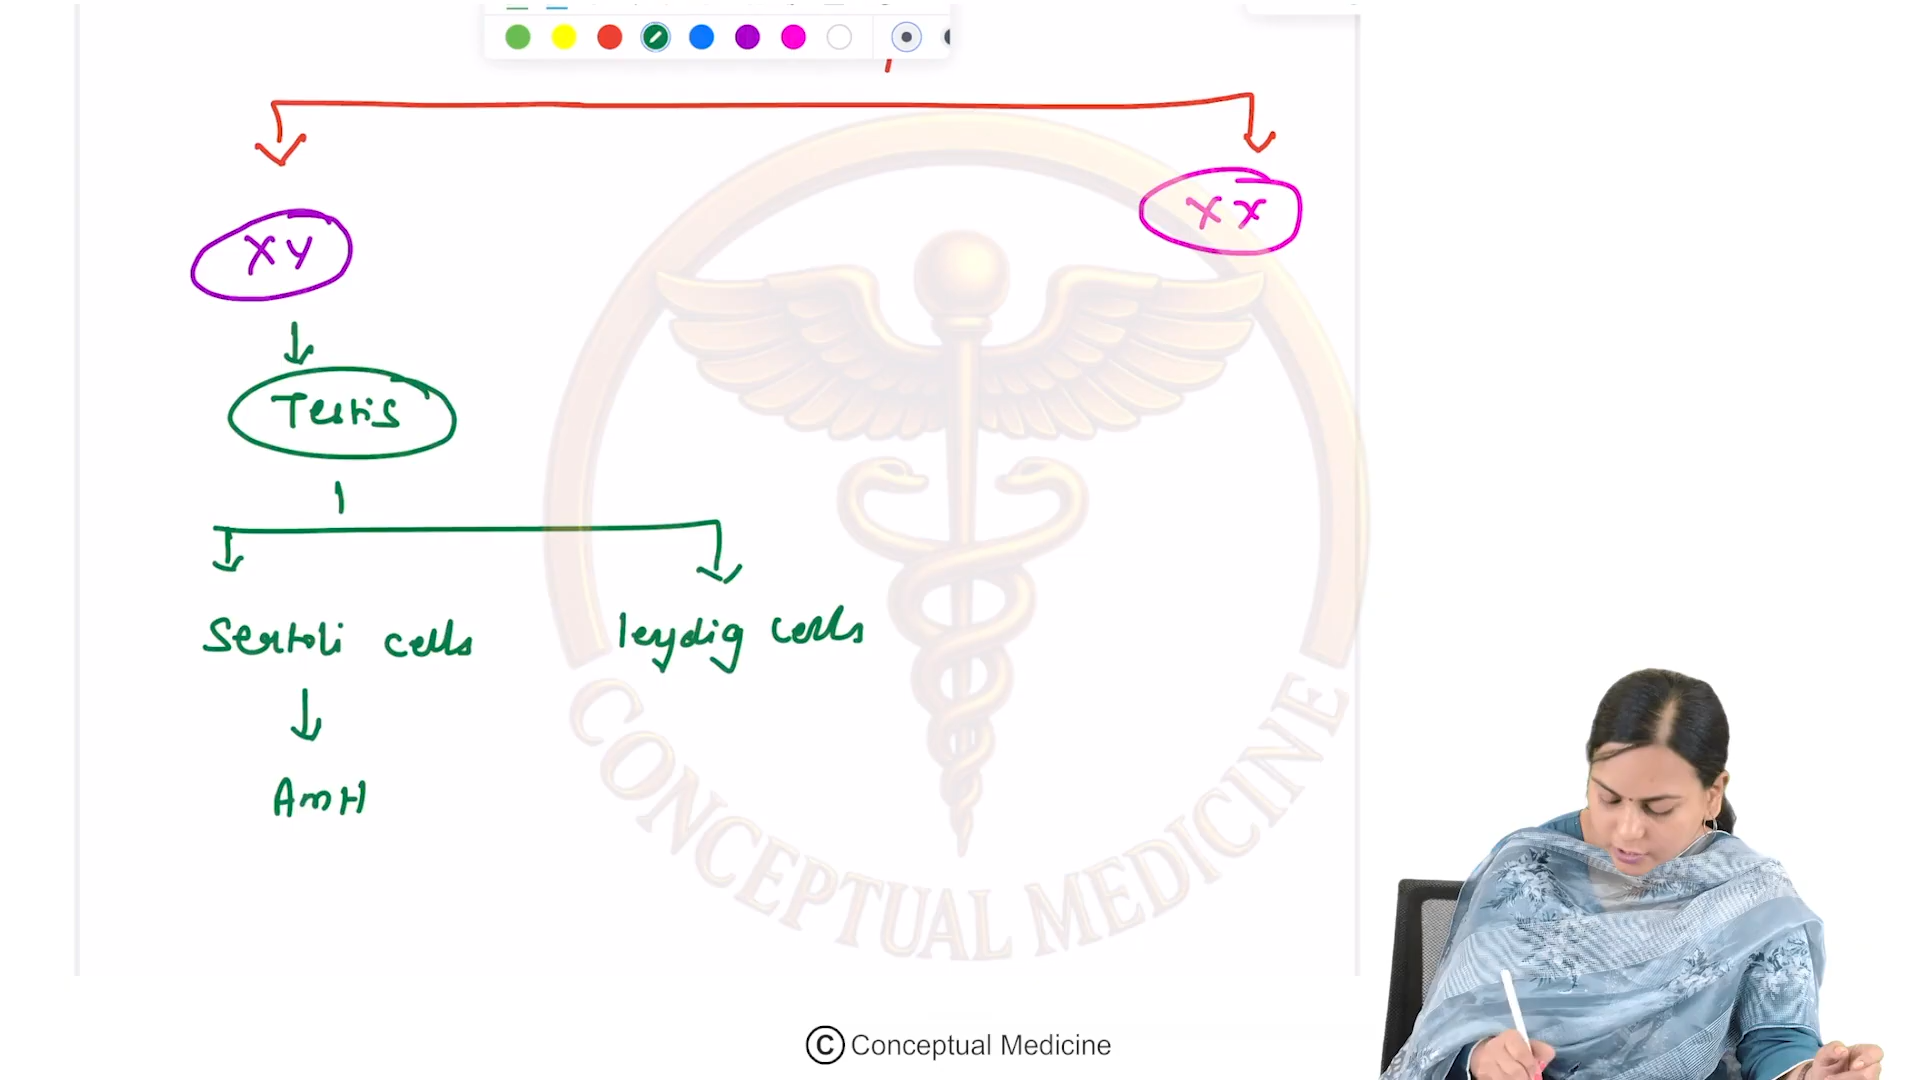 XY
XX
Testis
Sertoli cells
leydig cells
AMH
CONCEPTUAL MEDICINE
© Conceptual Medicine